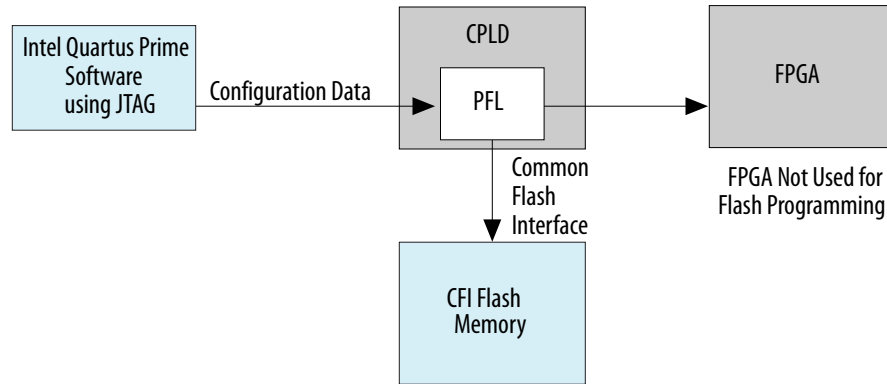 Intel Quartus Prime
Software
using JTAG
Configuration Data
CPLD
PFL
FPGA
FPGA Not Used for
Flash Programming
Common
Flash
Interface
CFI Flash
Memory